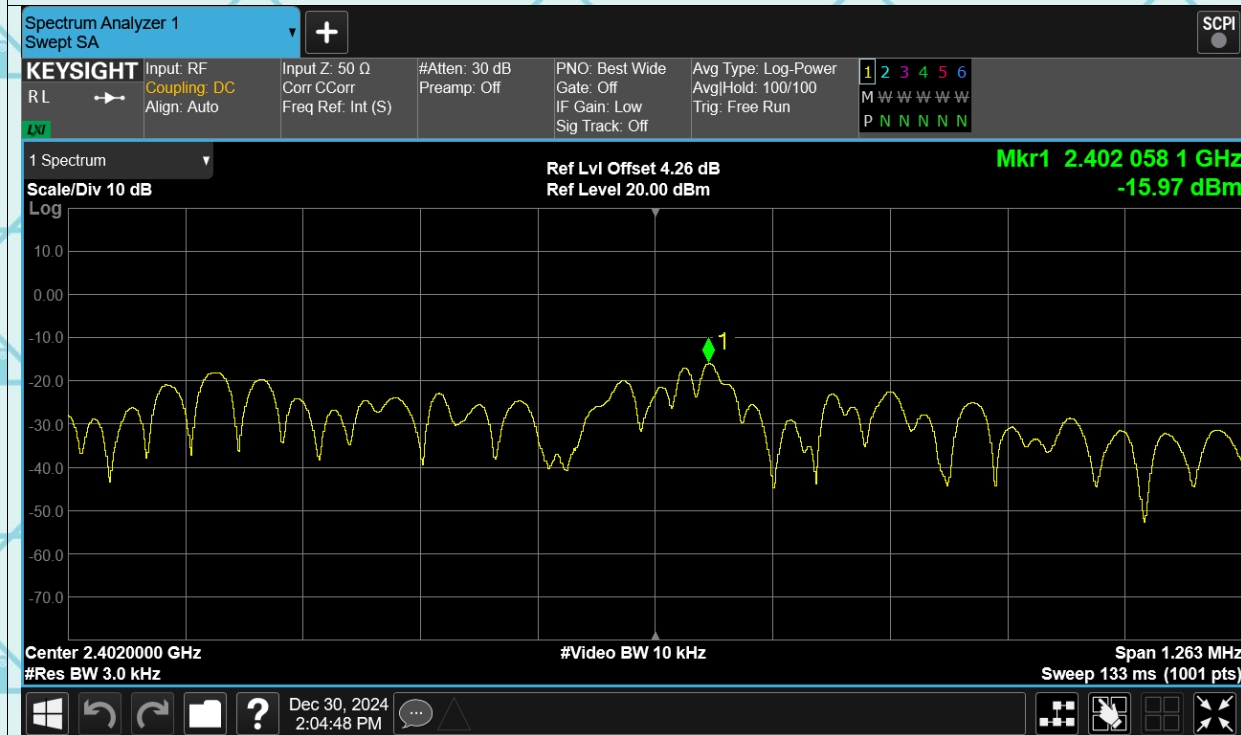 Spectrum Analyzer 1
Swept SA
▼
+
SCPI
KEYSIGHT
R L
LXI
Input: RF
Coupling: DC
Align: Auto
Input Z: 50 Ω
Corr CCorr
Freq Ref: Int (S)
#Atten: 30 dB
Preamp: Off
PNO: Best Wide
Gate: Off
IF Gain: Low
Sig Track: Off
Avg Type: Log-Power
Avg|Hold: 100/100
Trig: Free Run
1 2 3 4 5 6
M W W W W W
P N N N N N
1 Spectrum ▼
Scale/Div 10 dB
Log
Ref Lvl Offset 4.26 dB
Ref Level 20.00 dBm
Mkr1 2.402 058 1 GHz
-15.97 dBm
10.0
0.00
-10.0
-20.0
-30.0
-40.0
-50.0
-60.0
-70.0
1
Center 2.4020000 GHz
#Res BW 3.0 kHz
#Video BW 10 kHz
Span 1.263 MHz
Sweep 133 ms (1001 pts)
?
Dec 30, 2024
2:04:48 PM